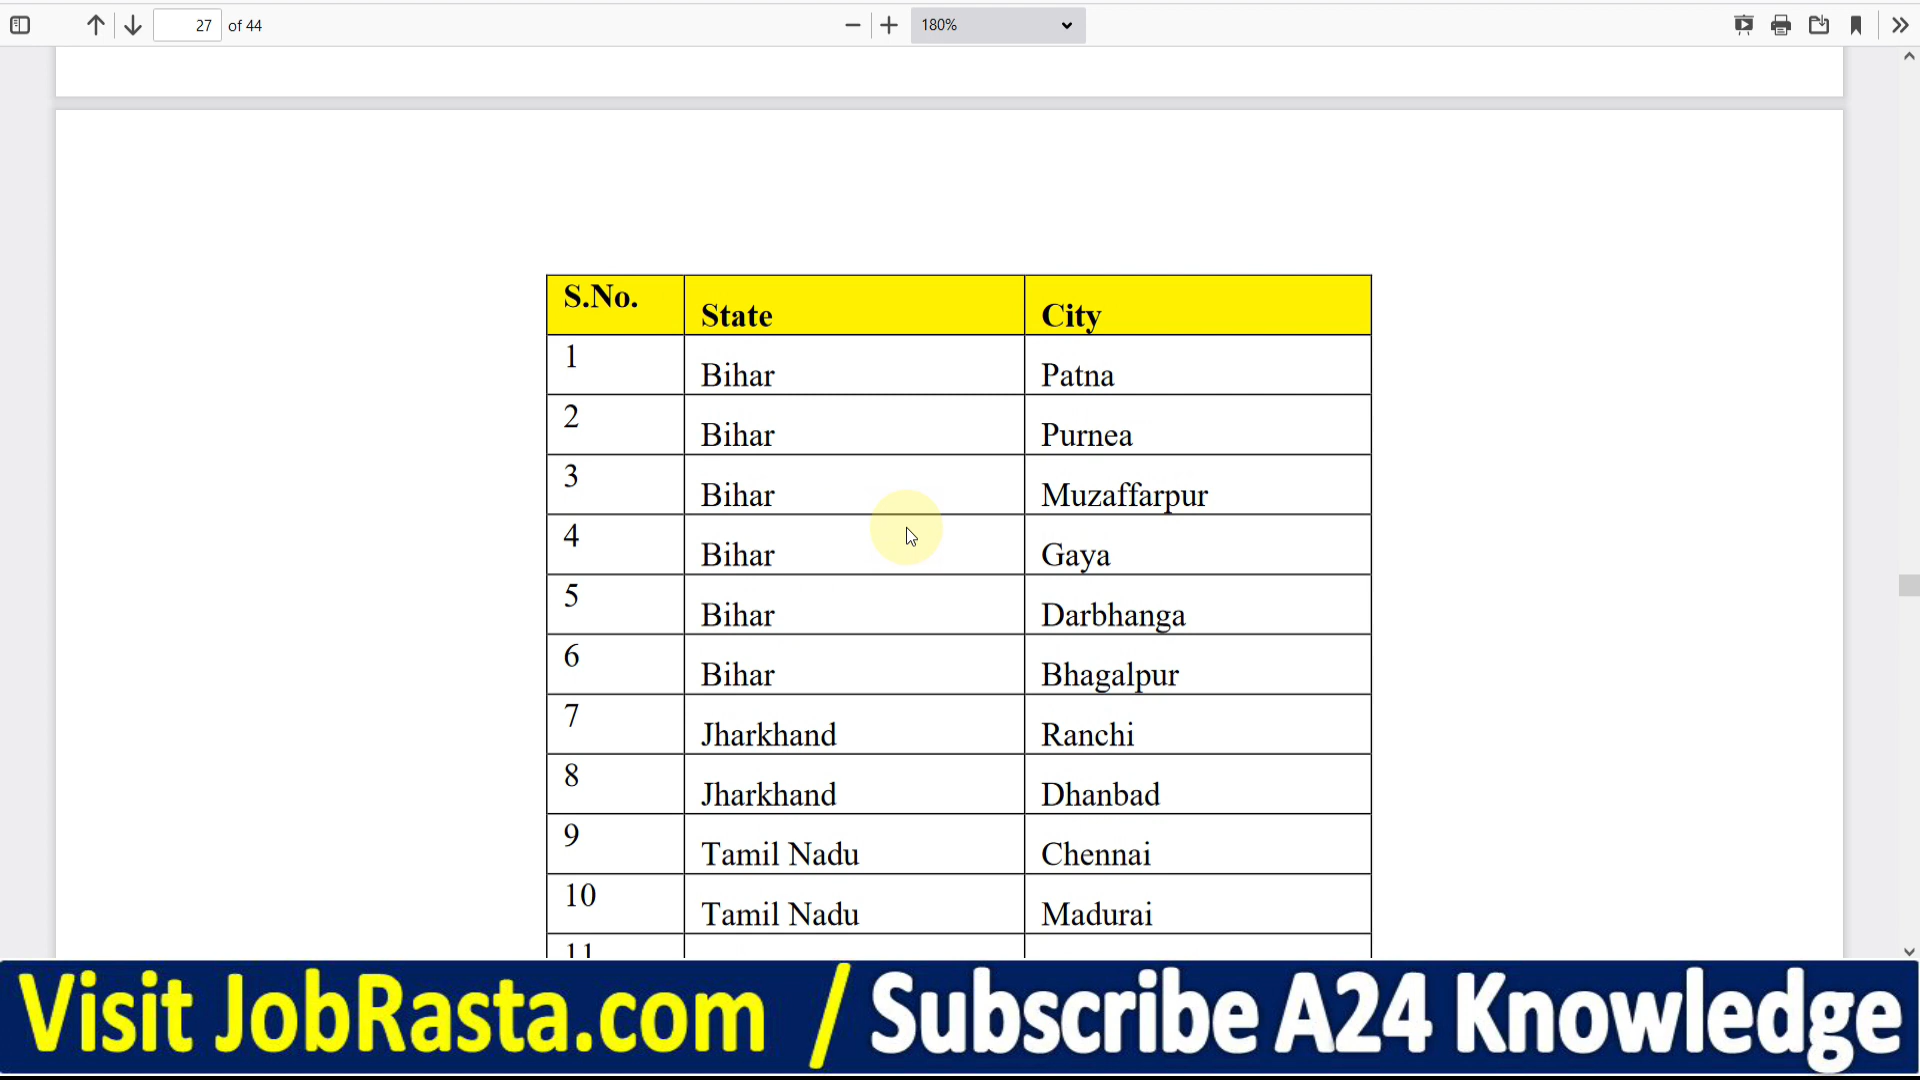 27 of 44 180%
S.No. State City
1 Bihar Patna
2 Bihar Purnea
3 Bihar Muzaffarpur
4 Bihar Gaya
5 Bihar Darbhanga
6 Bihar Bhagalpur
7 Jharkhand Ranchi
8 Jharkhand Dhanbad
9 Tamil Nadu Chennai
10 Tamil Nadu Madurai
11
Visit JobRasta.com / Subscribe A24 Knowledge